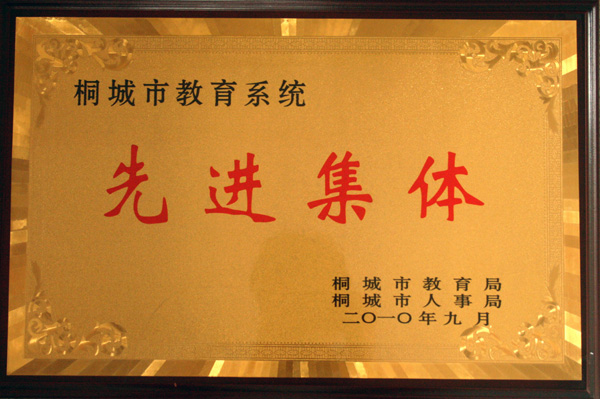 桐城市教育系统
先进集体
桐城市教育局
桐城市人事局
二〇一〇年九月